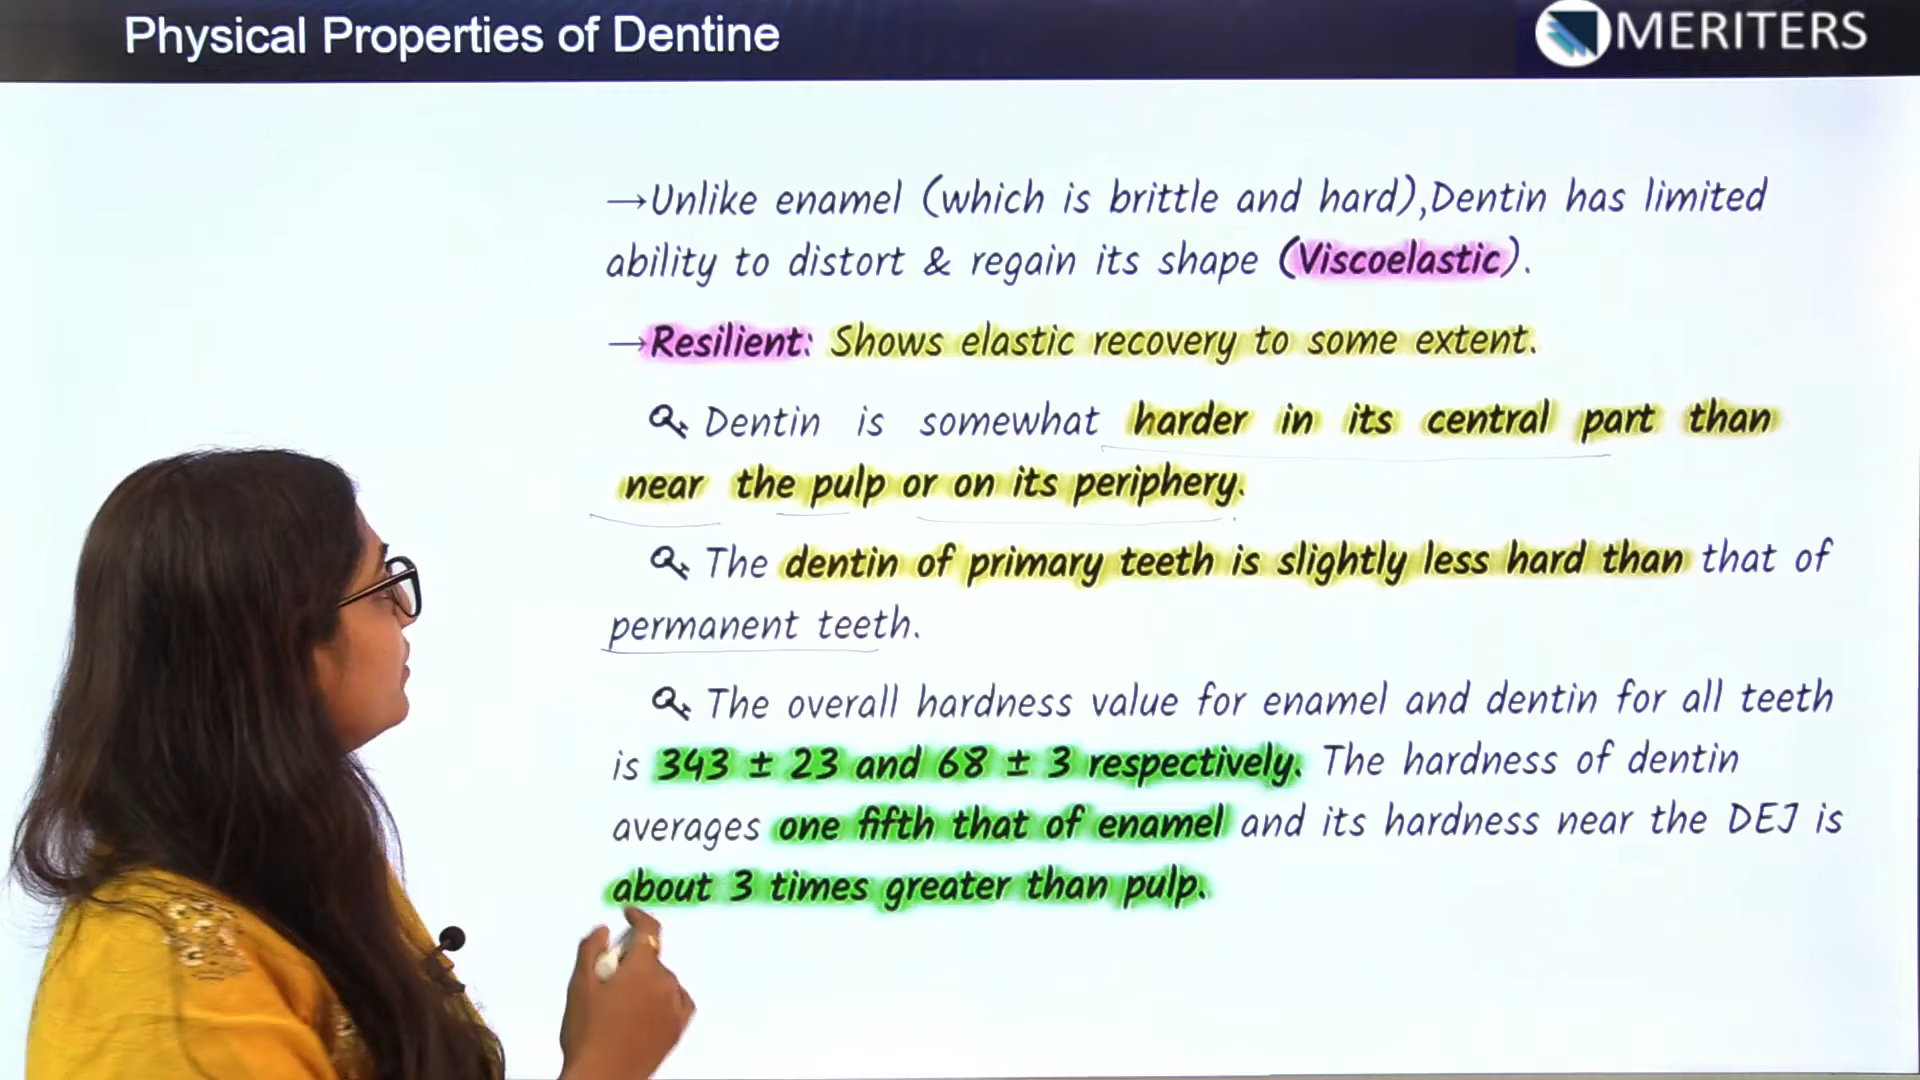 Physical Properties of Dentine
MERITERS
→Unlike enamel (which is brittle and hard),Dentin has limited
ability to distort & regain its shape (Viscoelastic).
→Resilient: Shows elastic recovery to some extent.
Dentin is somewhat harder in its central part than
near the pulp or on its periphery.
The dentin of primary teeth is slightly less hard than that of
permanent teeth.
The overall hardness value for enamel and dentin for all teeth
is 343 ± 23 and 68 ± 3 respectively. The hardness of dentin
averages one fifth that of enamel and its hardness near the DEJ is
about 3 times greater than pulp.